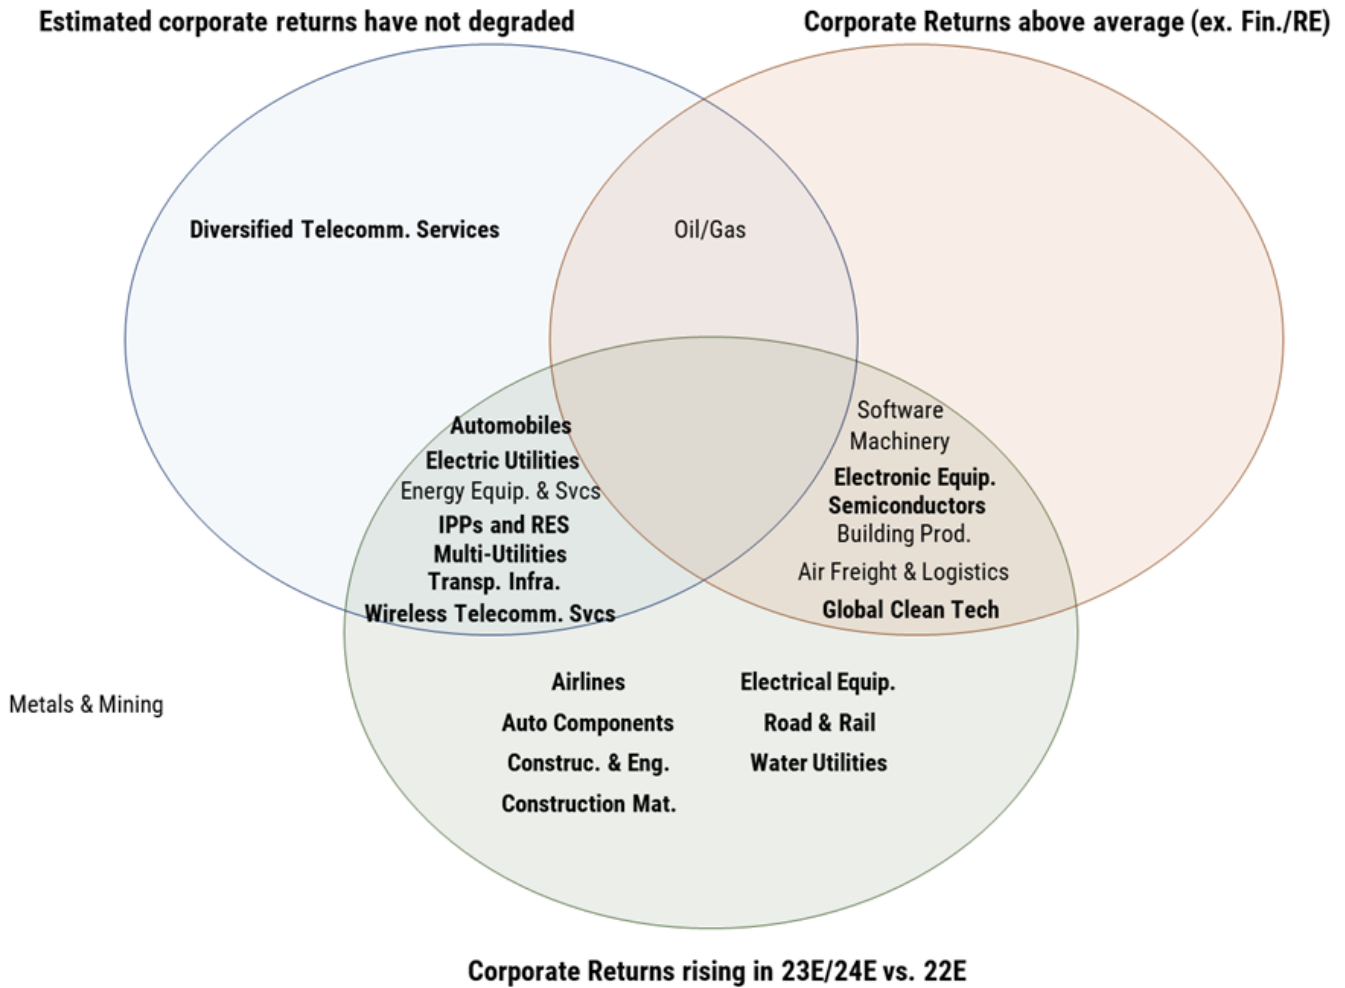 Estimated corporate returns have not degraded
Corporate Returns above average (ex. Fin./RE)
Diversified Telecomm. Services
Oil/Gas
Automobiles
Electric Utilities
Energy Equip. & Svcs
IPPs and RES
Multi-Utilities
Transp. Infra.
Wireless Telecomm. Svcs
Software
Machinery
Electronic Equip.
Semiconductors
Building Prod.
Air Freight & Logistics
Global Clean Tech
Metals & Mining
Airlines
Auto Components
Construc. & Eng.
Construction Mat.
Electrical Equip.
Road & Rail
Water Utilities
Corporate Returns rising in 23E/24E vs. 22E